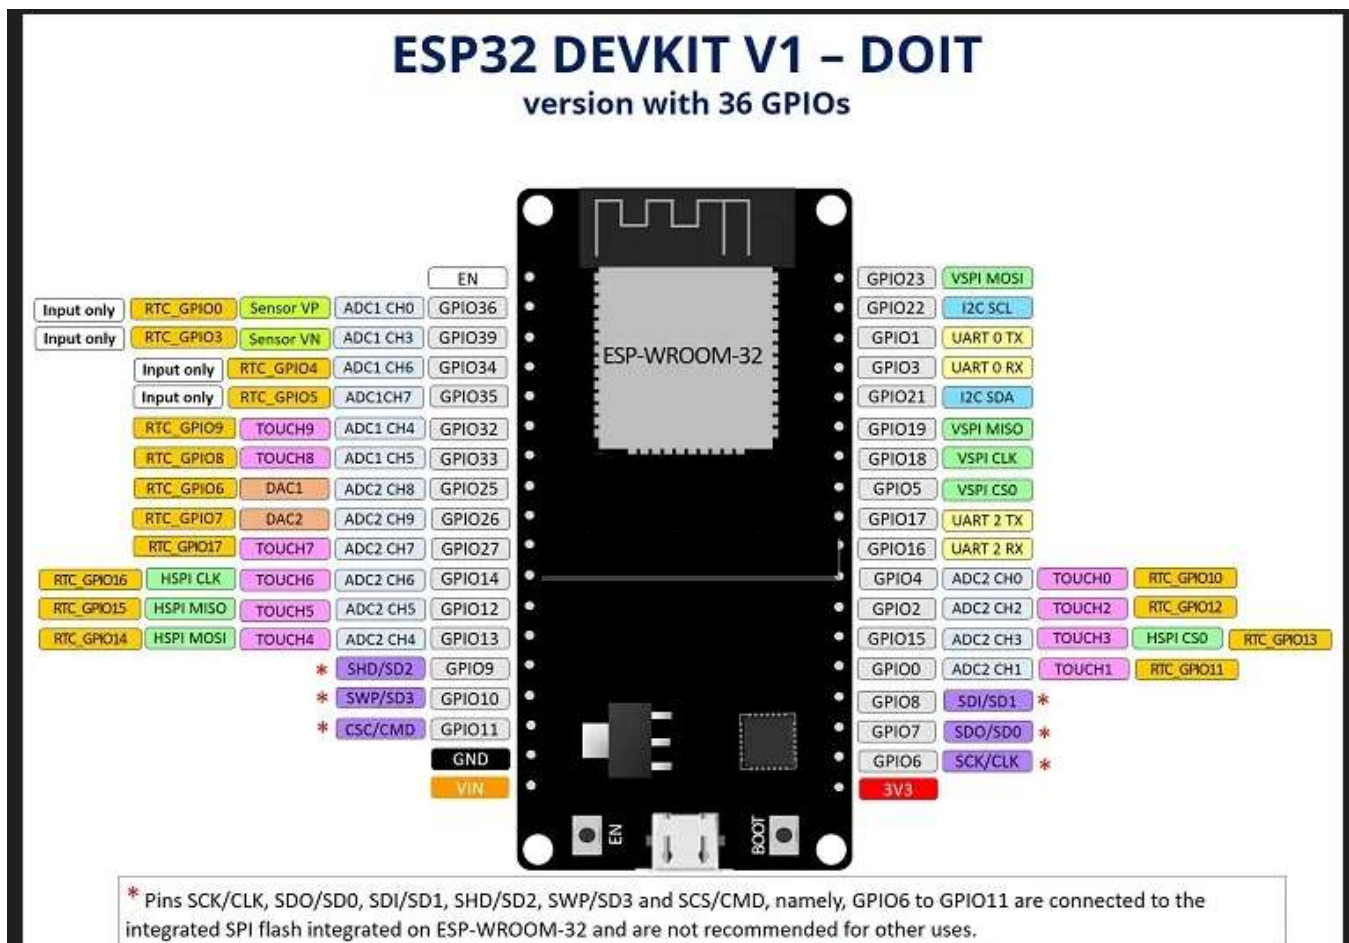 ESP32 DEVKIT V1 – DOIT
version with 36 GPIOs
EN
Input only RTC_GPIO0 Sensor VP ADC1 CH0 GPIO36
Input only RTC_GPIO3 Sensor VN ADC1 CH3 GPIO39
Input only RTC_GPIO4 ADC1 CH6 GPIO34
Input only RTC_GPIO5 ADC1CH7 GPIO35
RTC_GPIO9 TOUCH9 ADC1 CH4 GPIO32
RTC_GPIO8 TOUCH8 ADC1 CH5 GPIO33
RTC_GPIO6 DAC1 ADC2 CH8 GPIO25
RTC_GPIO7 DAC2 ADC2 CH9 GPIO26
RTC_GPIO17 TOUCH7 ADC2 CH7 GPIO27
RTC_GPIO16 HSPI CLK TOUCH6 ADC2 CH6 GPIO14
RTC_GPIO15 HSPI MISO TOUCH5 ADC2 CH5 GPIO12
RTC_GPIO14 HSPI MOSI TOUCH4 ADC2 CH4 GPIO13
* SHD/SD2 GPIO9
* SWP/SD3 GPIO10
* CSC/CMD GPIO11
GND
VIN
ESP-WROOM-32
EN
BOOT
GPIO23 VSPI MOSI
GPIO22 I2C SCL
GPIO1 UART 0 TX
GPIO3 UART 0 RX
GPIO21 I2C SDA
GPIO19 VSPI MISO
GPIO18 VSPI CLK
GPIO5 VSPI CS0
GPIO17 UART 2 TX
GPIO16 UART 2 RX
GPIO4 ADC2 CH0 TOUCH0 RTC_GPIO10
GPIO2 ADC2 CH2 TOUCH2 RTC_GPIO12
GPIO15 ADC2 CH3 TOUCH3 HSPI CS0 RTC_GPIO13
GPIO0 ADC2 CH1 TOUCH1 RTC_GPIO11
GPIO8 SDI/SD1 *
GPIO7 SDO/SD0 *
GPIO6 SCK/CLK *
3V3
* Pins SCK/CLK, SDO/SD0, SDI/SD1, SHD/SD2, SWP/SD3 and SCS/CMD, namely, GPIO6 to GPIO11 are connected to the
integrated SPI flash integrated on ESP-WROOM-32 and are not recommended for other uses.